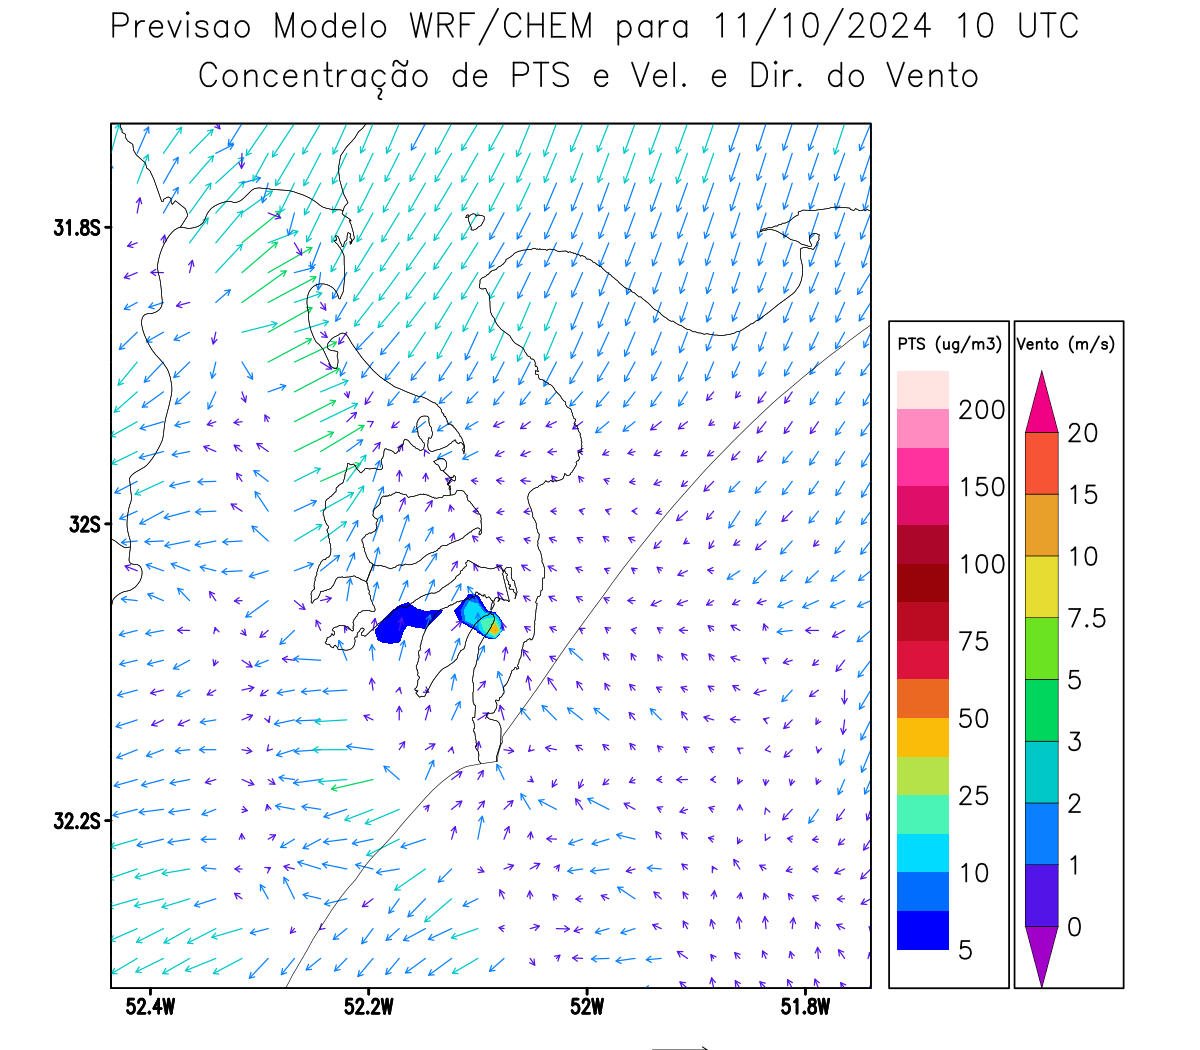 Previsao Modelo WRF/CHEM para 11/10/2024 10 UTC
Concentração de PTS e Vel. e Dir. do Vento
31.8S
32S
32.2S
52.4W
52.2W
52W
51.8W
PTS (ug/m3)
200
150
100
75
50
25
10
5
Vento (m/s)
20
15
10
7.5
5
3
2
1
0